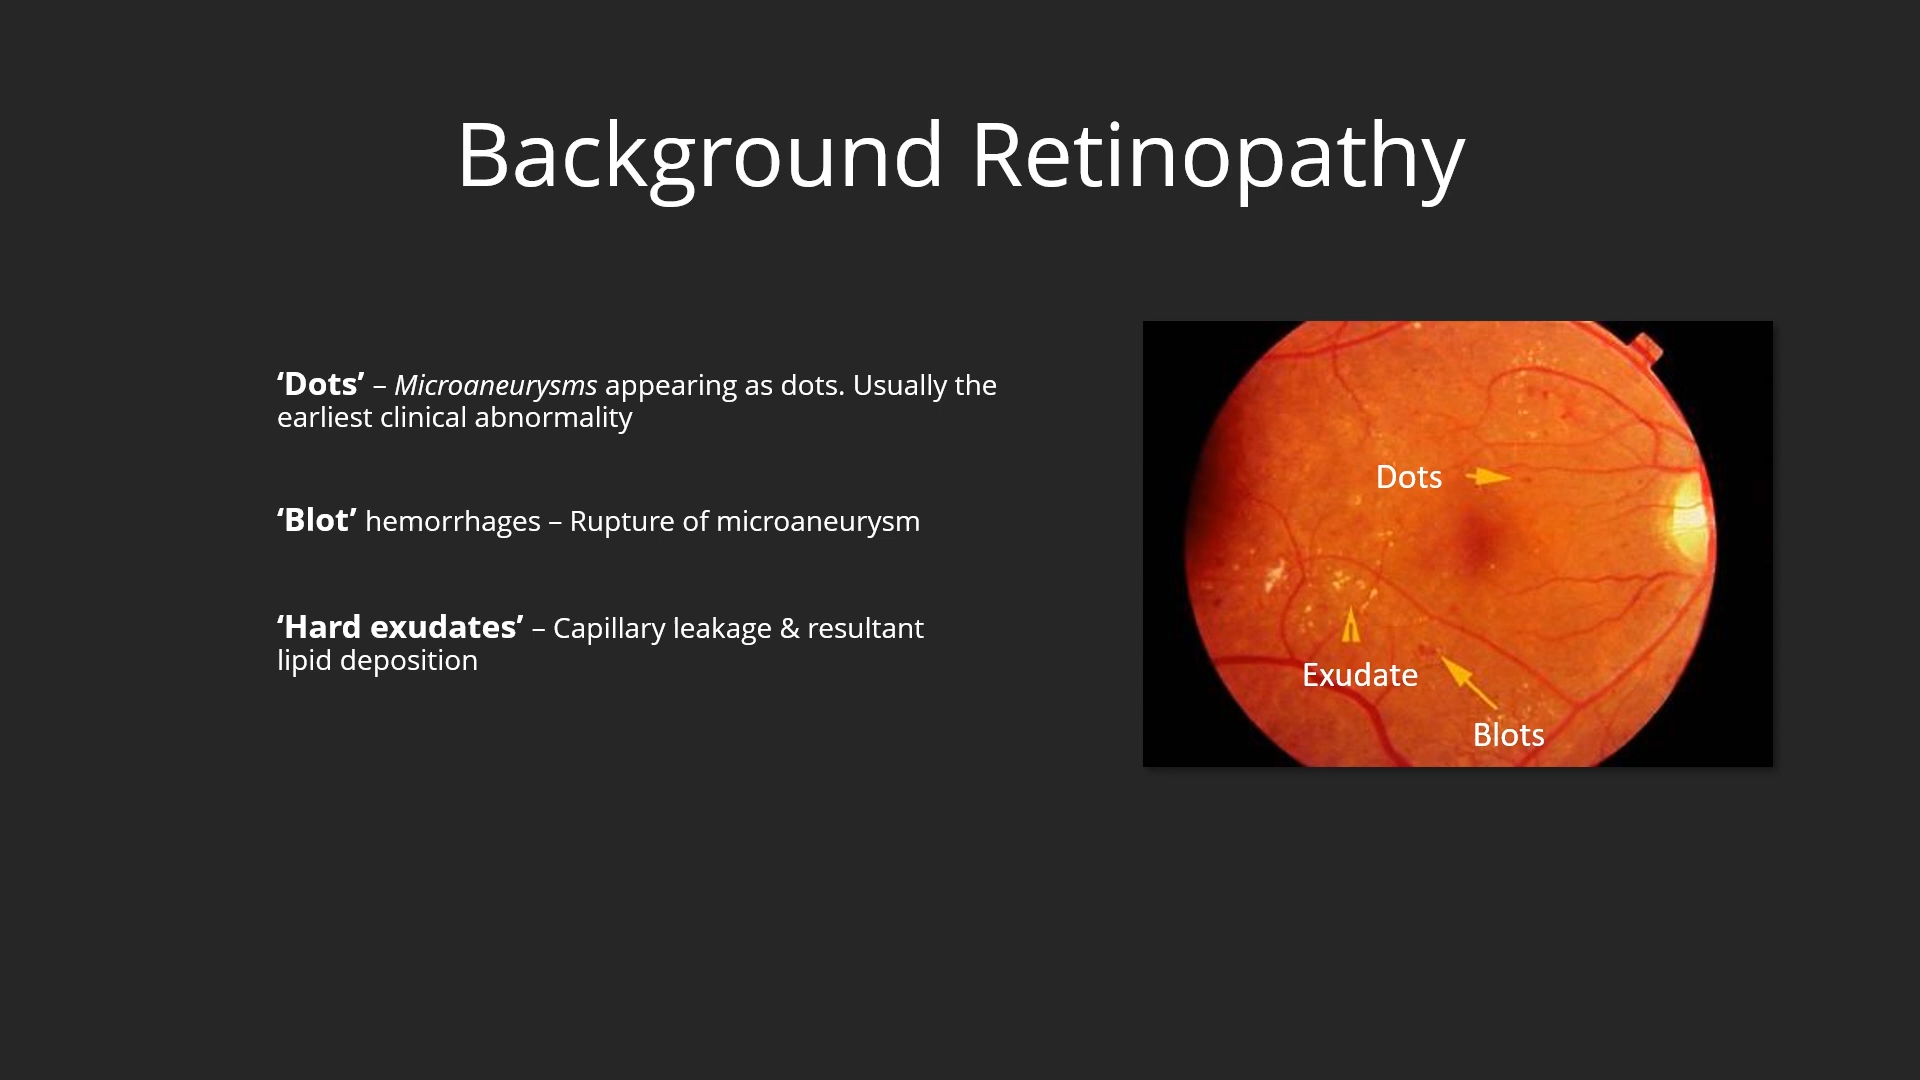 Background Retinopathy
‘Dots’ – Microaneurysms appearing as dots. Usually the
earliest clinical abnormality
‘Blot’ hemorrhages – Rupture of microaneurysm
‘Hard exudates’ – Capillary leakage & resultant
lipid deposition
Dots
Exudate
Blots